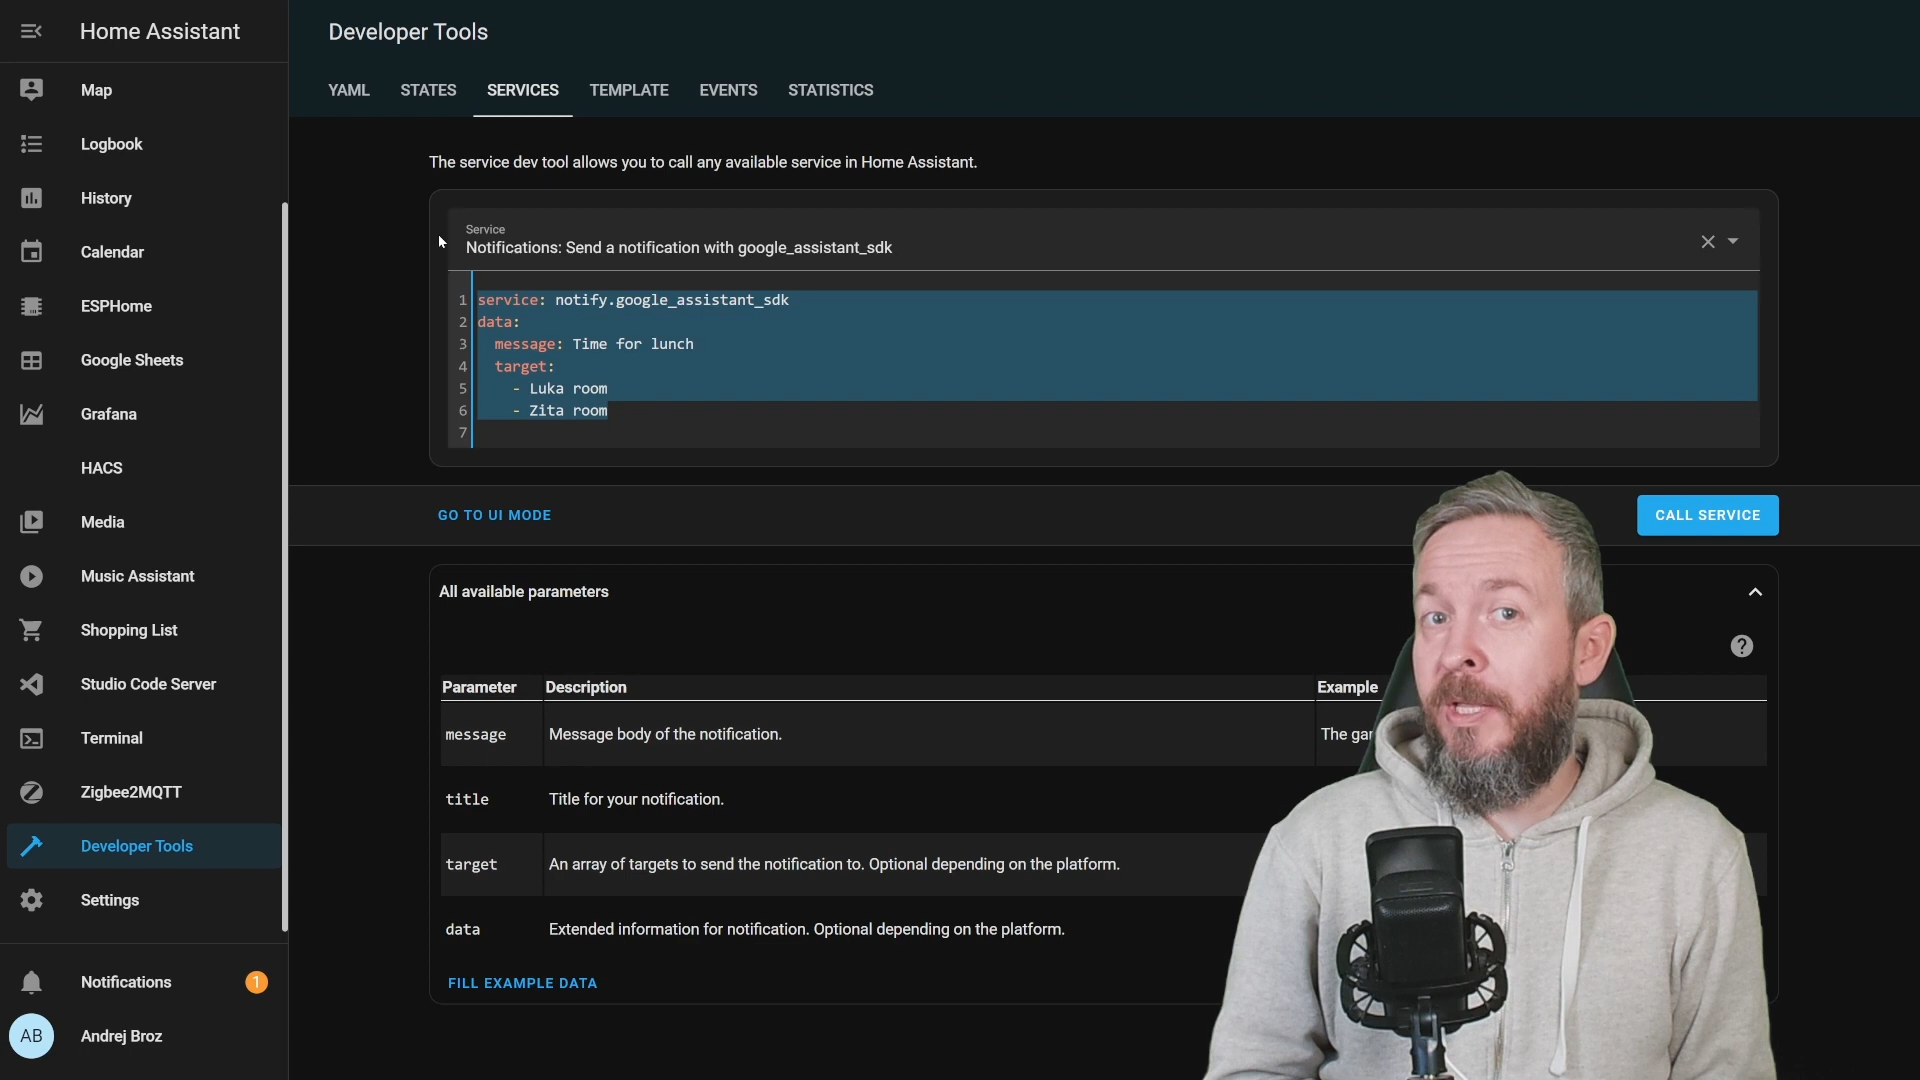 Home Assistant
Map
Logbook
History
Calendar
ESPHome
Google Sheets
Grafana
HACS
Media
Music Assistant
Shopping List
Studio Code Server
Terminal
Zigbee2MQTT
Developer Tools
Settings
Notifications 1
AB Andrej Broz
Developer Tools
YAML STATES SERVICES TEMPLATE EVENTS STATISTICS
The service dev tool allows you to call any available service in Home Assistant.
Service
Notifications: Send a notification with google_assistant_sdk
1 service: notify.google_assistant_sdk
2 data:
3 message: Time for lunch
4 target:
5 - Luka room
6 - Zita room
7
GO TO UI MODE CALL SERVICE
All available parameters
?
Parameter Description Example
message Message body of the notification. The
title Title for your notification.
target An array of targets to send the notification to. Optional depending on the platform.
data Extended information for notification. Optional depending on the platform.
FILL EXAMPLE DATA